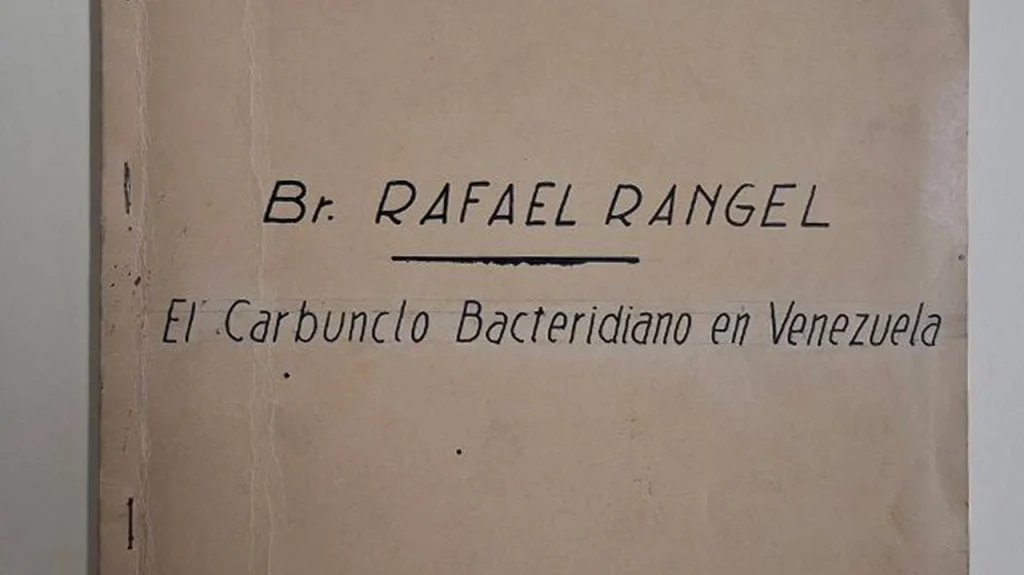 Br. RAFAEL RANGEL
El Carbunclo Bacteridiano en Venezuela